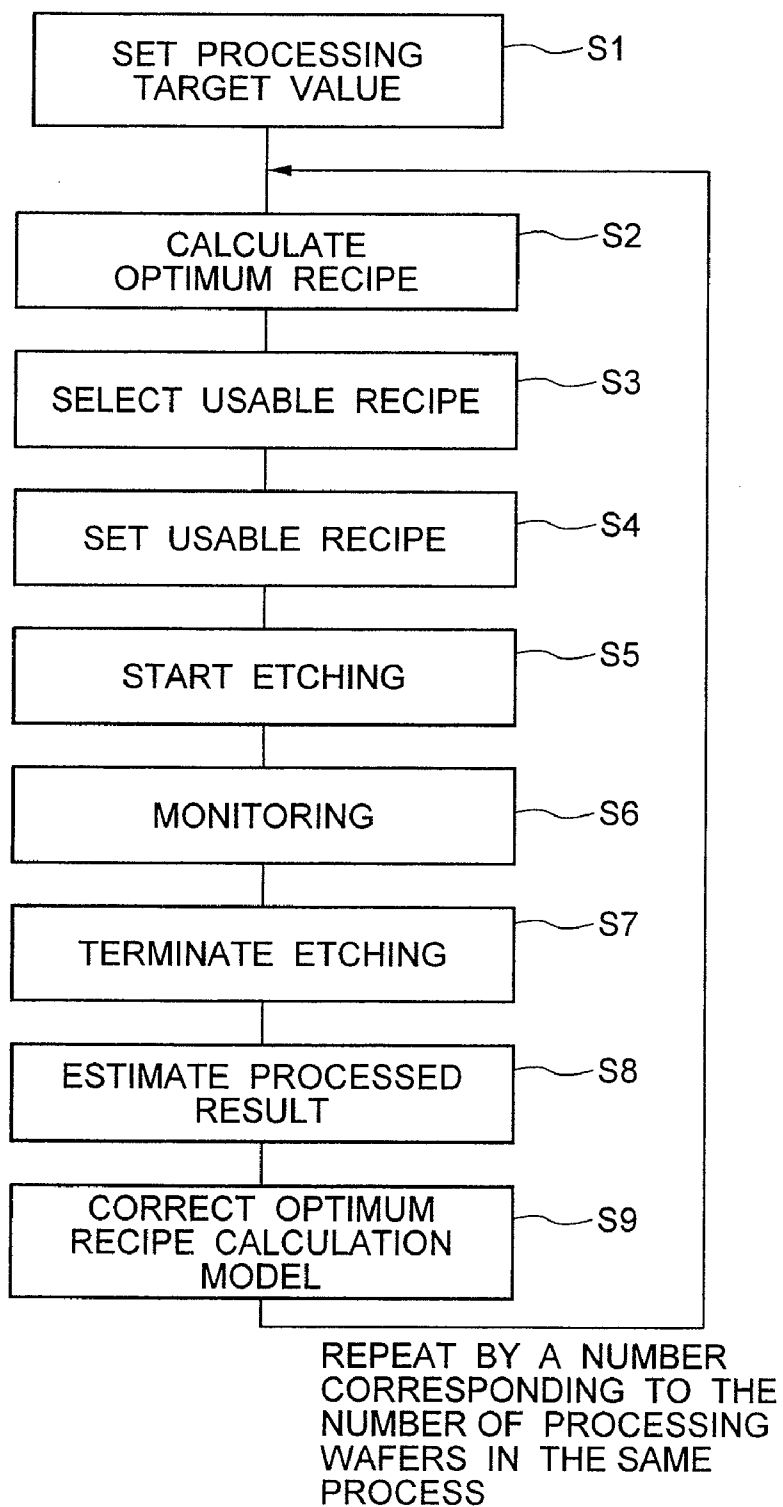 SET PROCESSING
TARGET VALUE
S1
CALCULATE
OPTIMUM RECIPE
S2
SELECT USABLE RECIPE
S3
SET USABLE RECIPE
S4
START ETCHING
S5
MONITORING
S6
TERMINATE ETCHING
S7
ESTIMATE PROCESSED
RESULT
S8
CORRECT OPTIMUM
RECIPE CALCULATION
MODEL
S9
REPEAT BY A NUMBER
CORRESPONDING TO THE
NUMBER OF PROCESSING
WAFERS IN THE SAME
PROCESS